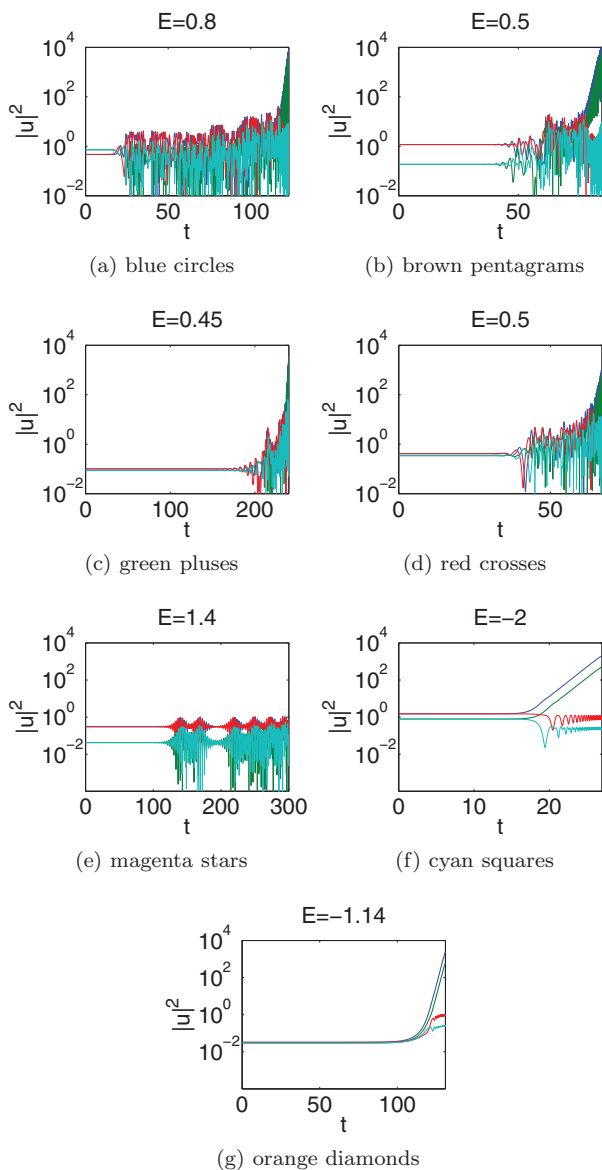 E=0.8
10^4
10^2
10^0
10^-2
|u|^2
0 50 100
t
(a) blue circles
E=0.5
10^4
10^2
10^0
10^-2
|u|^2
0 50
t
(b) brown pentagrams
E=0.45
10^4
10^2
10^0
10^-2
|u|^2
0 100 200
t
(c) green pluses
E=0.5
10^4
10^2
10^0
10^-2
|u|^2
0 50
t
(d) red crosses
E=1.4
10^4
10^2
10^0
10^-2
|u|^2
0 100 200 300
t
(e) magenta stars
E=−2
10^4
10^2
10^0
10^-2
|u|^2
0 10 20
t
(f) cyan squares
E=−1.14
10^4
10^2
10^0
10^-2
|u|^2
0 50 100
t
(g) orange diamonds